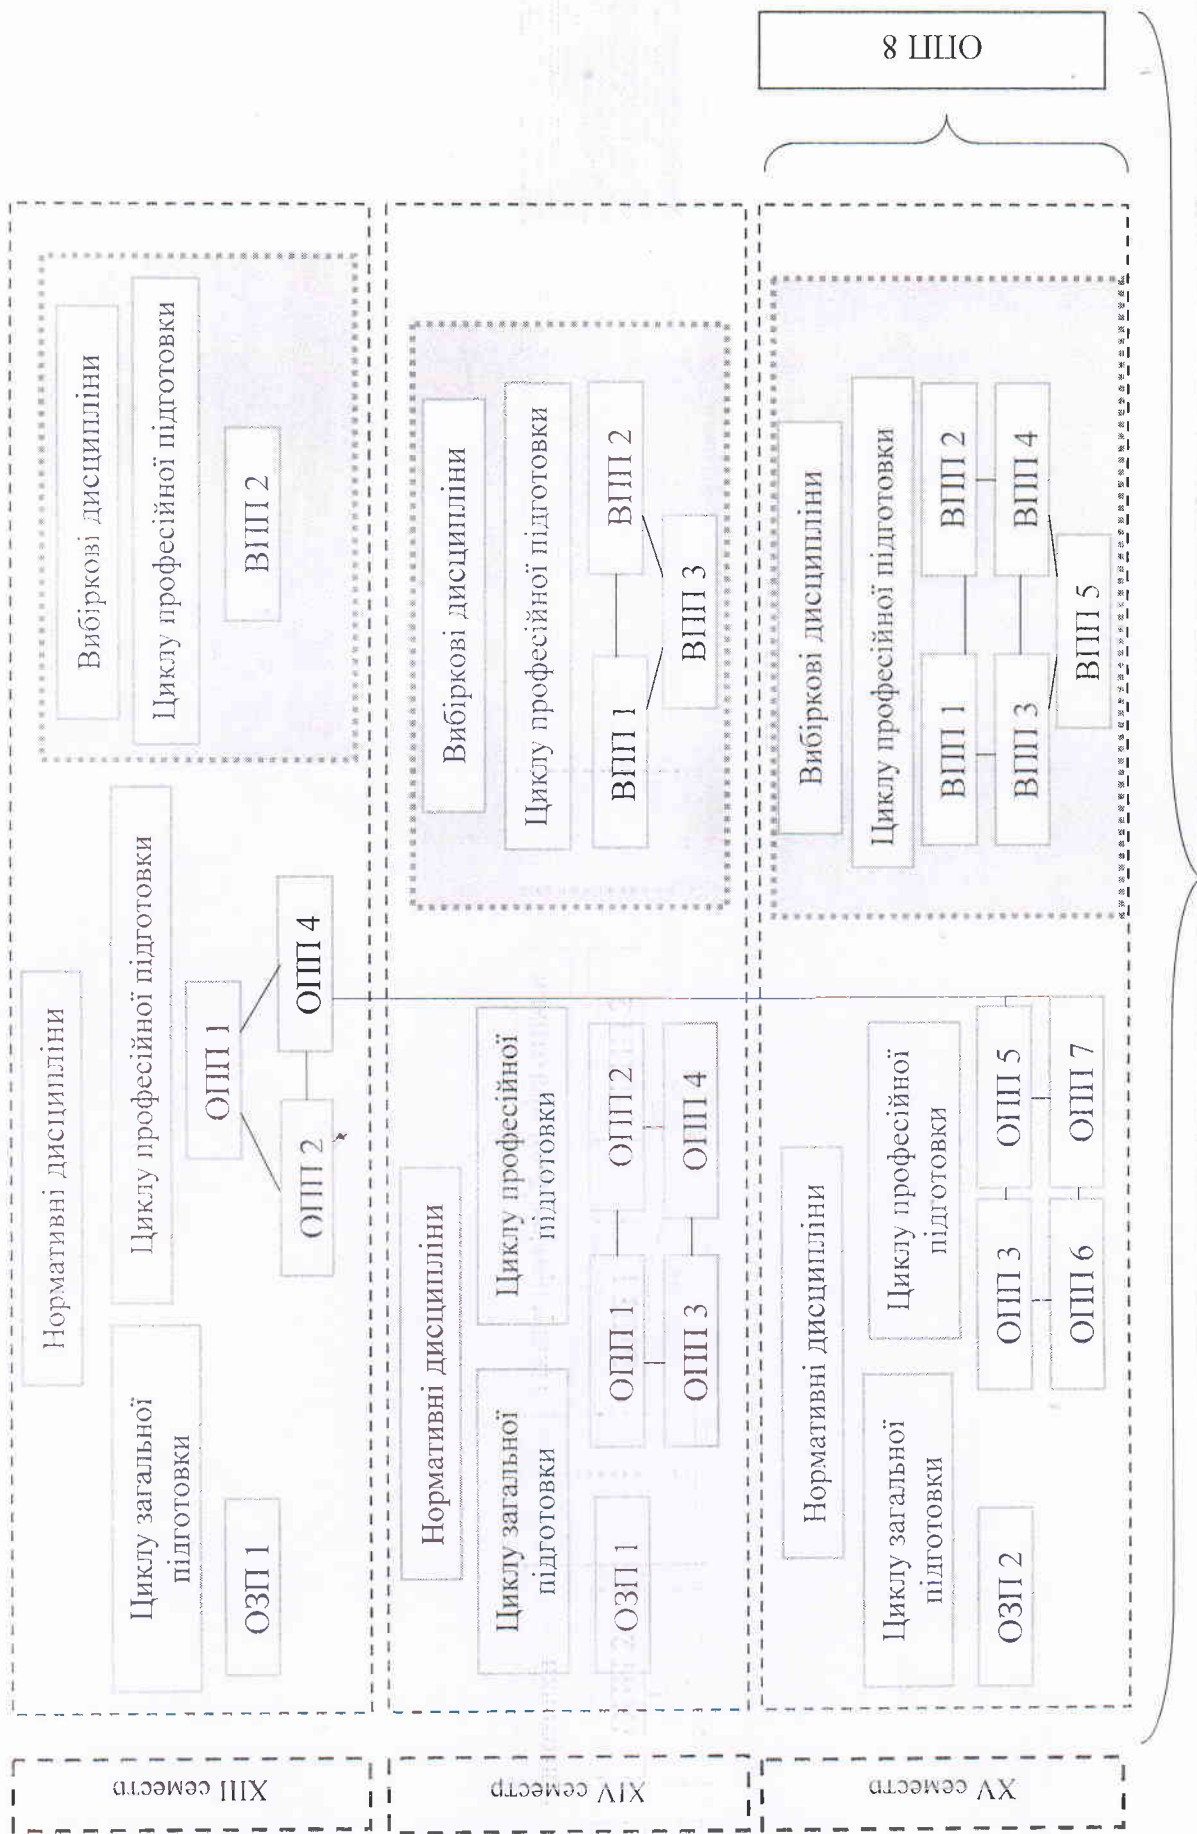 XIII семестр
Нормативні дисципліни
Циклу загальної
підготовки
ОЗП 1
Циклу професійної підготовки
ОПП 1
ОПП 2
ОПП 4
Вибіркові дисципліни
Циклу професійної підготовки
ВПП 2
XIV семестр
Нормативні дисципліни
Циклу загальної
підготовки
ОЗП 1
Циклу професійної
підготовки
ОПП 1
ОПП 2
ОПП 3
ОПП 4
Вибіркові дисципліни
Циклу професійної підготовки
ВПП 1
ВПП 2
ВПП 3
XV семестр
Нормативні дисципліни
Циклу загальної
підготовки
ОЗП 2
Циклу професійної
підготовки
ОПП 3
ОПП 5
ОПП 6
ОПП 7
Вибіркові дисципліни
Циклу професійної підготовки
ВПП 1
ВПП 2
ВПП 3
ВПП 4
ВПП 5
ОПП 8